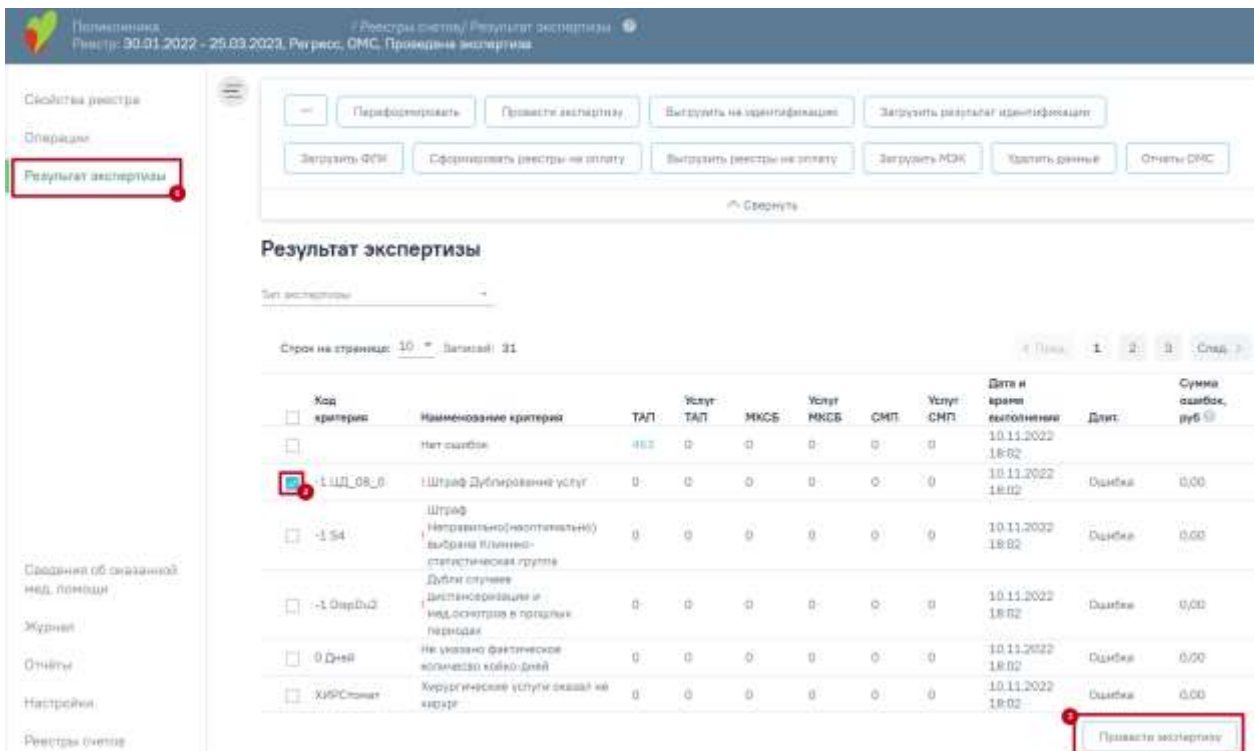 Поликлиника / Реестры счетов/ Результат экспертизы
Реестр: 30.01.2022 - 25.03.2023, Регресс, ОМС, Проведена экспертиза
Свойства реестра
Операции
Результат экспертизы
1
Переформировать Провести экспертизу Выгрузить на идентификацию Загрузить результат идентификации
Загрузить ФЛК Сформировать реестры на оплату Выгрузить реестры на оплату Загрузить МЭК Удалить данные Отчеты ОМС
Свернуть
Результат экспертизы
Тип экспертизы
Строк на странице: 10 Записей: 31 < Пред. 1 2 3 След. >
Код критерия Наименование критерия ТАП Услуг ТАП МКСБ Услуг МКСБ СМП Услуг СМП Дата и время выполнения Длит. Сумма ошибок, руб
Нет ошибок 463 0 0 0 0 0 10.11.2022 18:02
2 -1 ЦД_08_6 ! Штраф Дублирование услуг 0 0 0 0 0 0 10.11.2022 18:02 Ошибка 0,00
-1 S4 ! Штраф Неправильно(неоптимально) выбрана Клинико-статистическая группа 0 0 0 0 0 0 10.11.2022 18:02 Ошибка 0,00
-1 DispDu2 ! Дубли случаев диспансеризации и мед.осмотров в прошлых периодах 0 0 0 0 0 0 10.11.2022 18:02 Ошибка 0,00
0 Дней Не указано фактическое количество койко-дней 0 0 0 0 0 0 10.11.2022 18:02 Ошибка 0,00
ХИРСтомат Хирургические услуги оказал не хирург 0 0 0 0 0 0 10.11.2022 18:02 Ошибка 0,00
3
Провести экспертизу
Сведения об оказанной
мед. помощи
Журнал
Отчёты
Настройки
Реестры счетов